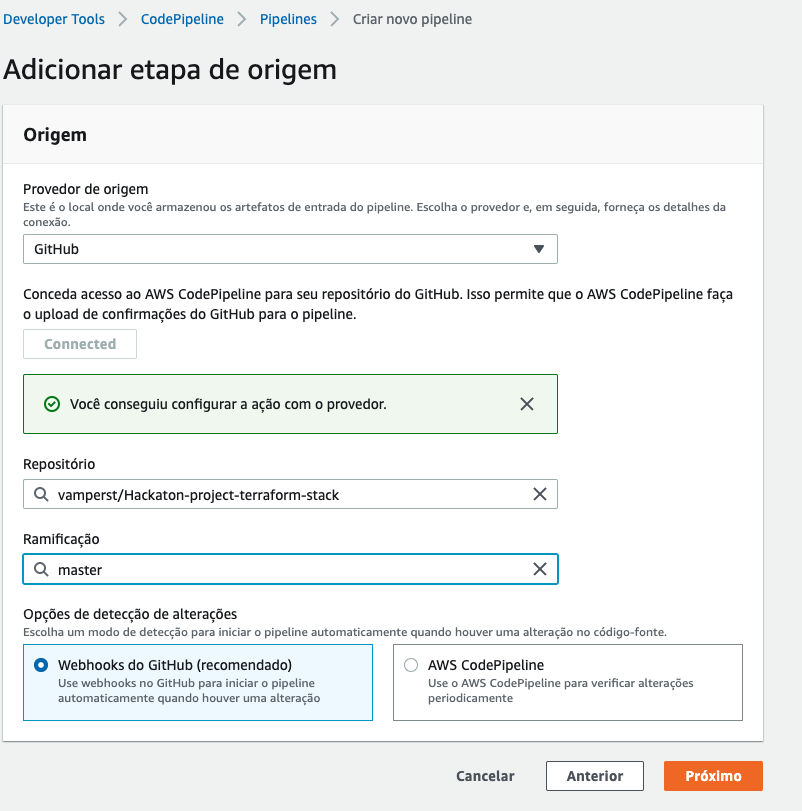 Developer Tools > CodePipeline > Pipelines > Criar novo pipeline
Adicionar etapa de origem
Origem
Provedor de origem
Este é o local onde você armazenou os artefatos de entrada do pipeline. Escolha o provedor e, em seguida, forneça os detalhes da
conexão.
GitHub
Conceda acesso ao AWS CodePipeline para seu repositório do GitHub. Isso permite que o AWS CodePipeline faça
o upload de confirmações do GitHub para o pipeline.
Connected
Você conseguiu configurar a ação com o provedor.
Repositório
vamperst/Hackaton-project-terraform-stack
Ramificação
master
Opções de detecção de alterações
Escolha um modo de detecção para iniciar o pipeline automaticamente quando houver uma alteração no código-fonte.
Webhooks do GitHub (recomendado)
Use webhooks no GitHub para iniciar o pipeline
automaticamente quando houver uma alteração
AWS CodePipeline
Use o AWS CodePipeline para verificar alterações
periodicamente
Cancelar
Anterior
Próximo